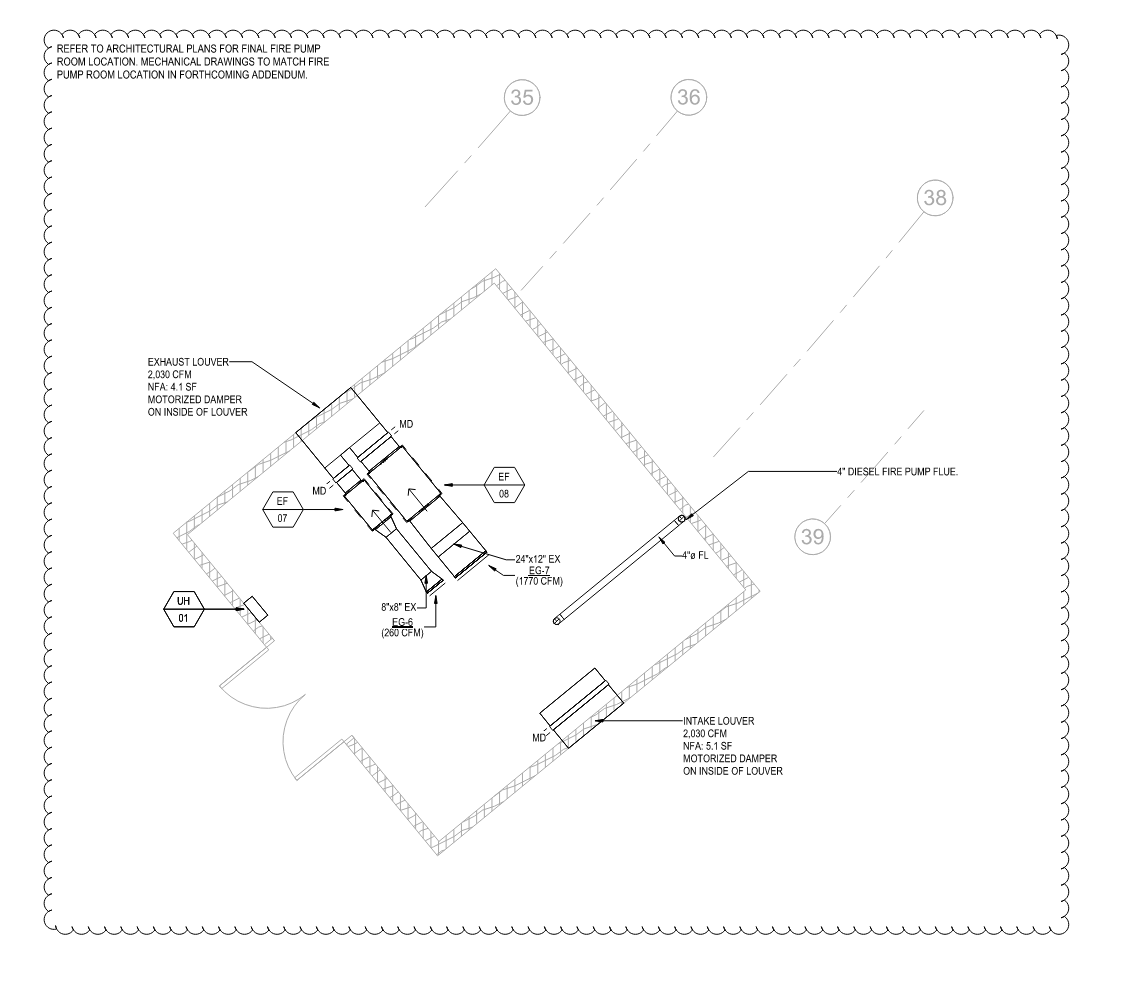 REFER TO ARCHITECTURAL PLANS FOR FINAL FIRE PUMP
ROOM LOCATION. MECHANICAL DRAWINGS TO MATCH FIRE
PUMP ROOM LOCATION IN FORTHCOMING ADDENDUM.
35
36
38
EXHAUST LOUVER
2,030 CFM
NFA: 4.1 SF
MOTORIZED DAMPER
ON INSIDE OF LOUVER
MD
4" DIESEL FIRE PUMP FLUE.
EF
08
MD
EF
07
39
4"ø FL
24"x12" EX
EG-7
(1770 CFM)
UH
01
8"x8" EX
EG-6
(260 CFM)
INTAKE LOUVER
2,030 CFM
NFA: 5.1 SF
MOTORIZED DAMPER
ON INSIDE OF LOUVER
MD